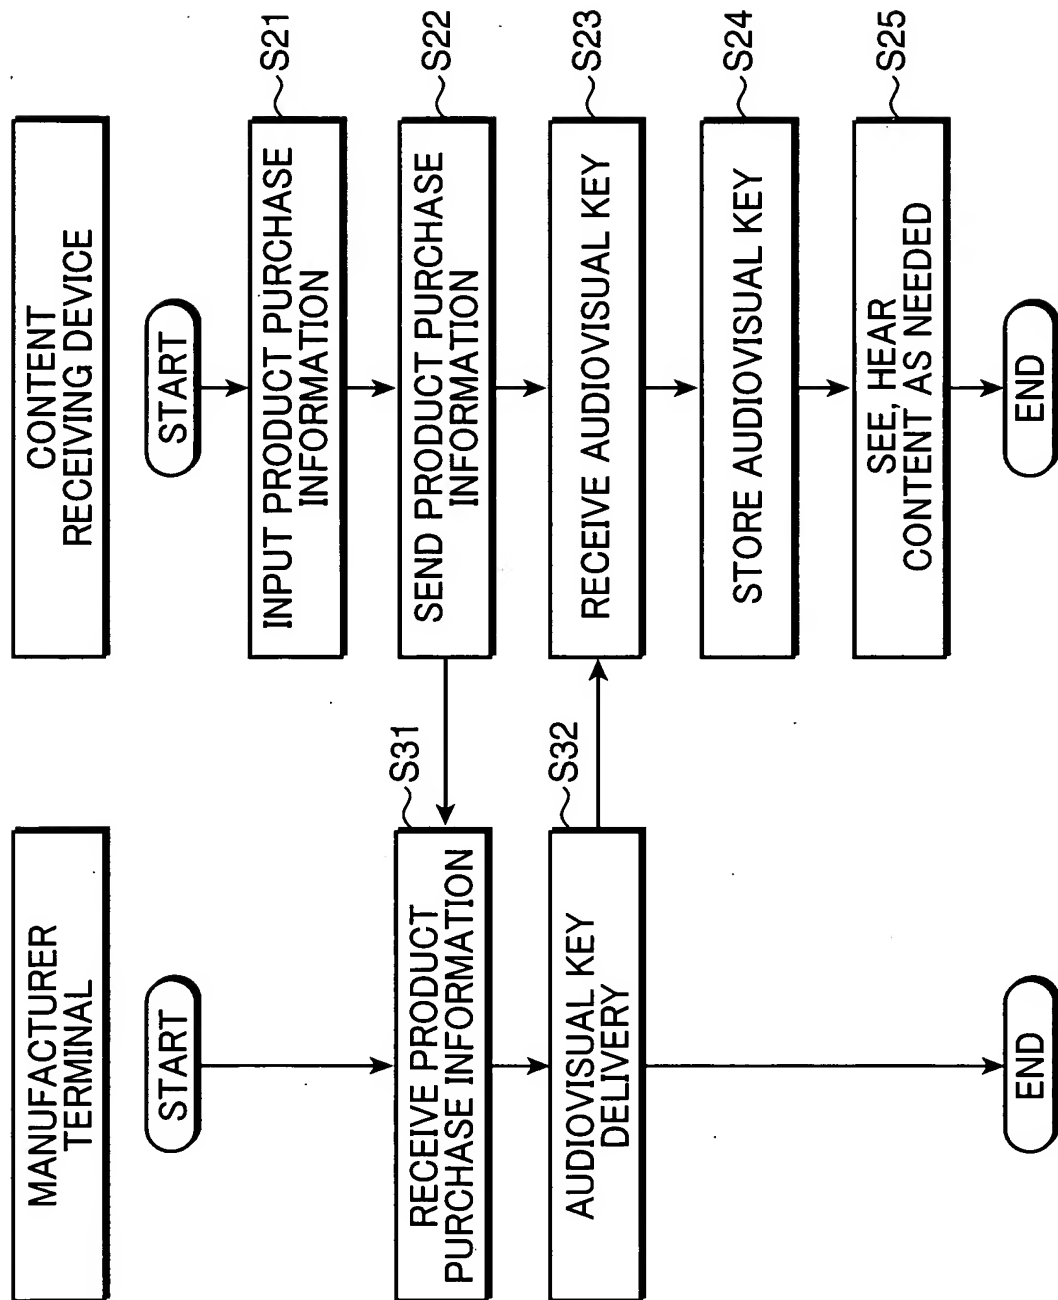 MANUFACTURER
TERMINAL
START
S31
RECEIVE PRODUCT
PURCHASE INFORMATION
S32
AUDIOVISUAL KEY
DELIVERY
END
CONTENT
RECEIVING DEVICE
START
S21
INPUT PRODUCT PURCHASE
INFORMATION
S22
SEND PRODUCT PURCHASE
INFORMATION
S23
RECEIVE AUDIOVISUAL KEY
S24
STORE AUDIOVISUAL KEY
S25
SEE, HEAR
CONTENT AS NEEDED
END